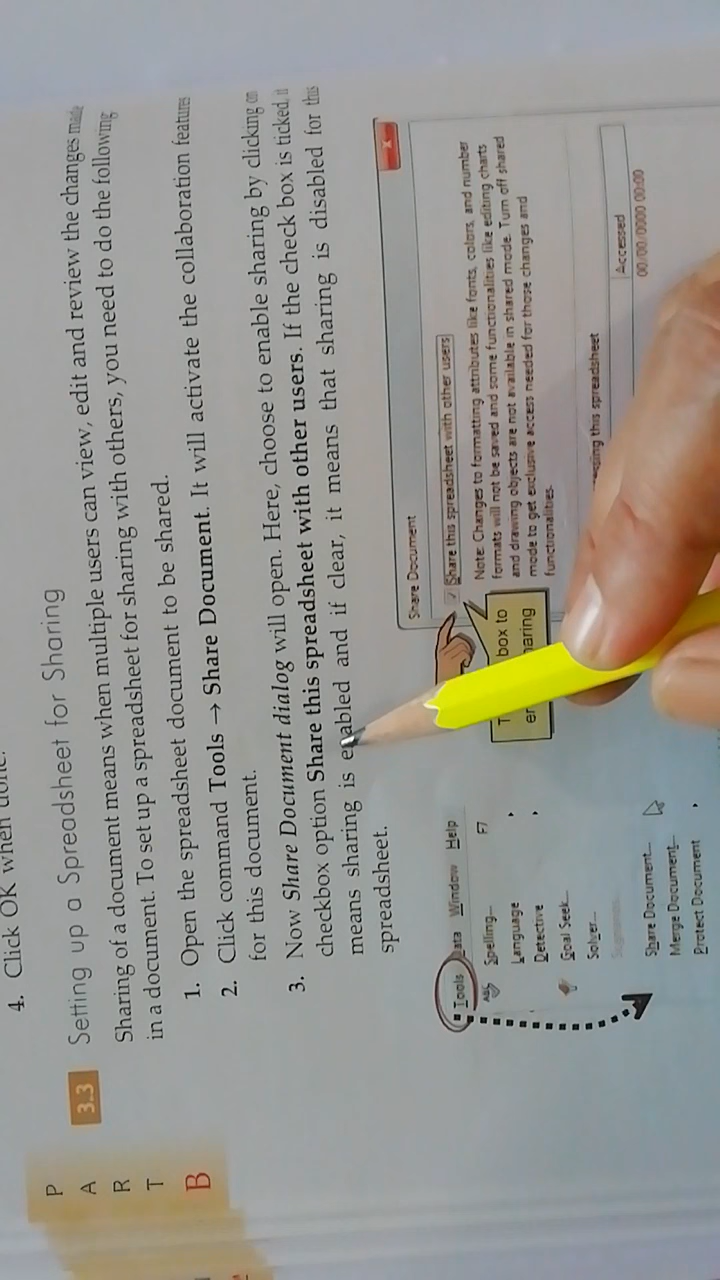 4. Click OK when done.
P
A
R
T
B
3.3 Setting up a Spreadsheet for Sharing
Sharing of a document means when multiple users can view, edit and review the changes made
in a document. To set up a spreadsheet for sharing with others, you need to do the following
1. Open the spreadsheet document to be shared.
2. Click command Tools → Share Document. It will activate the collaboration features
for this document.
3. Now Share Document dialog will open. Here, choose to enable sharing by clicking on
checkbox option Share this spreadsheet with other users. If the check box is ticked, it
means sharing is enabled and if clear, it means that sharing is disabled for this
spreadsheet.
Tools Data Window Help
Spelling... F7
Language
Detective
Goal Seek...
Solver...
Share Document...
Merge Document...
Protect Document
box to
Share Document
Share this spreadsheet with other users
Note: Changes to formatting attributes like fonts, colors, and number
formats will not be saved and some functionalities like editing charts
and drawing objects are not available in shared mode. Turn off shared
mode to get exclusive access needed for those changes and
functionalities.
this spreadsheet
Accessed
00/00/0000 00:00